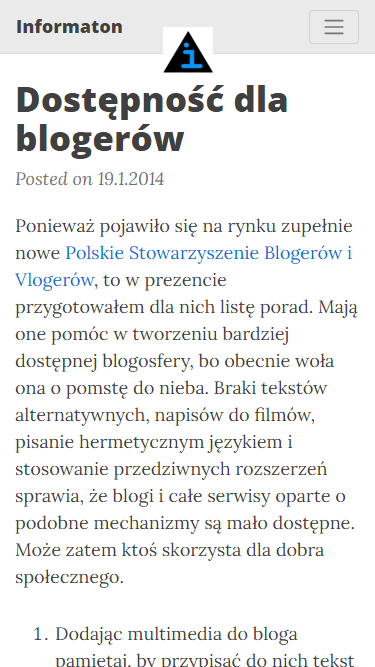 Informaton
i
Dostępność dla
blogerów
Posted on 19.1.2014
Ponieważ pojawiło się na rynku zupełnie
nowe Polskie Stowarzyszenie Blogerów i
Vlogerów, to w prezencie
przygotowałem dla nich listę porad. Mają
one pomóc w tworzeniu bardziej
dostępnej blogosfery, bo obecnie woła
ona o pomstę do nieba. Braki tekstów
alternatywnych, napisów do filmów,
pisanie hermetycznym językiem i
stosowanie przedziwnych rozszerzeń
sprawia, że blogi i całe serwisy oparte o
podobne mechanizmy są mało dostępne.
Może zatem ktoś skorzysta dla dobra
społecznego.
1. Dodając multimedia do bloga
pamiętaj, by przypisać do nich tekst